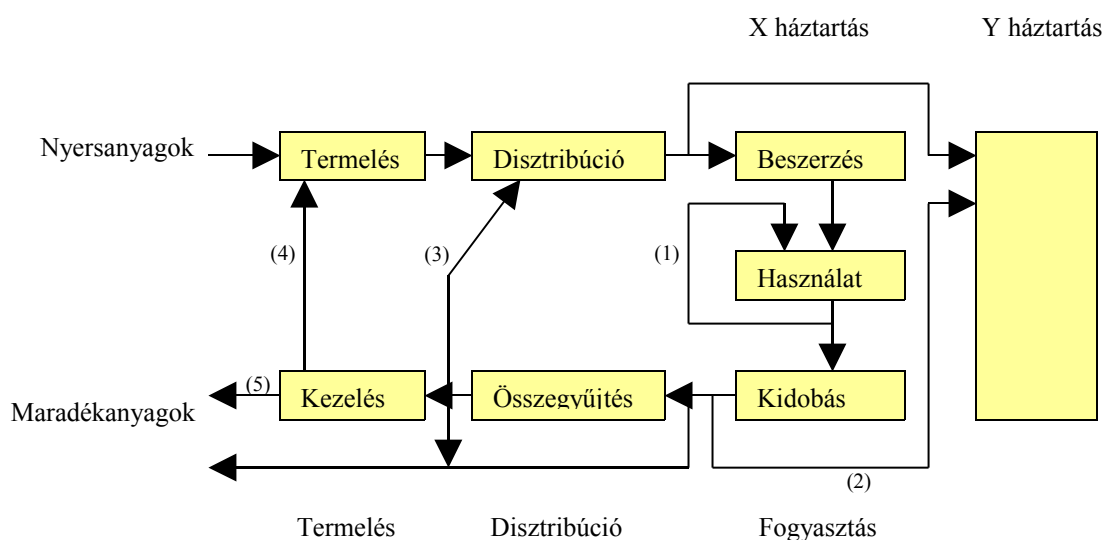 X háztartás
Y háztartás
Nyersanyagok
Termelés
Disztribúció
Beszerzés
(4)
(3)
(1)
Használat
(5)
Kezelés
Összegyűjtés
Kidobás
Maradékanyagok
(2)
Termelés
Disztribúció
Fogyasztás